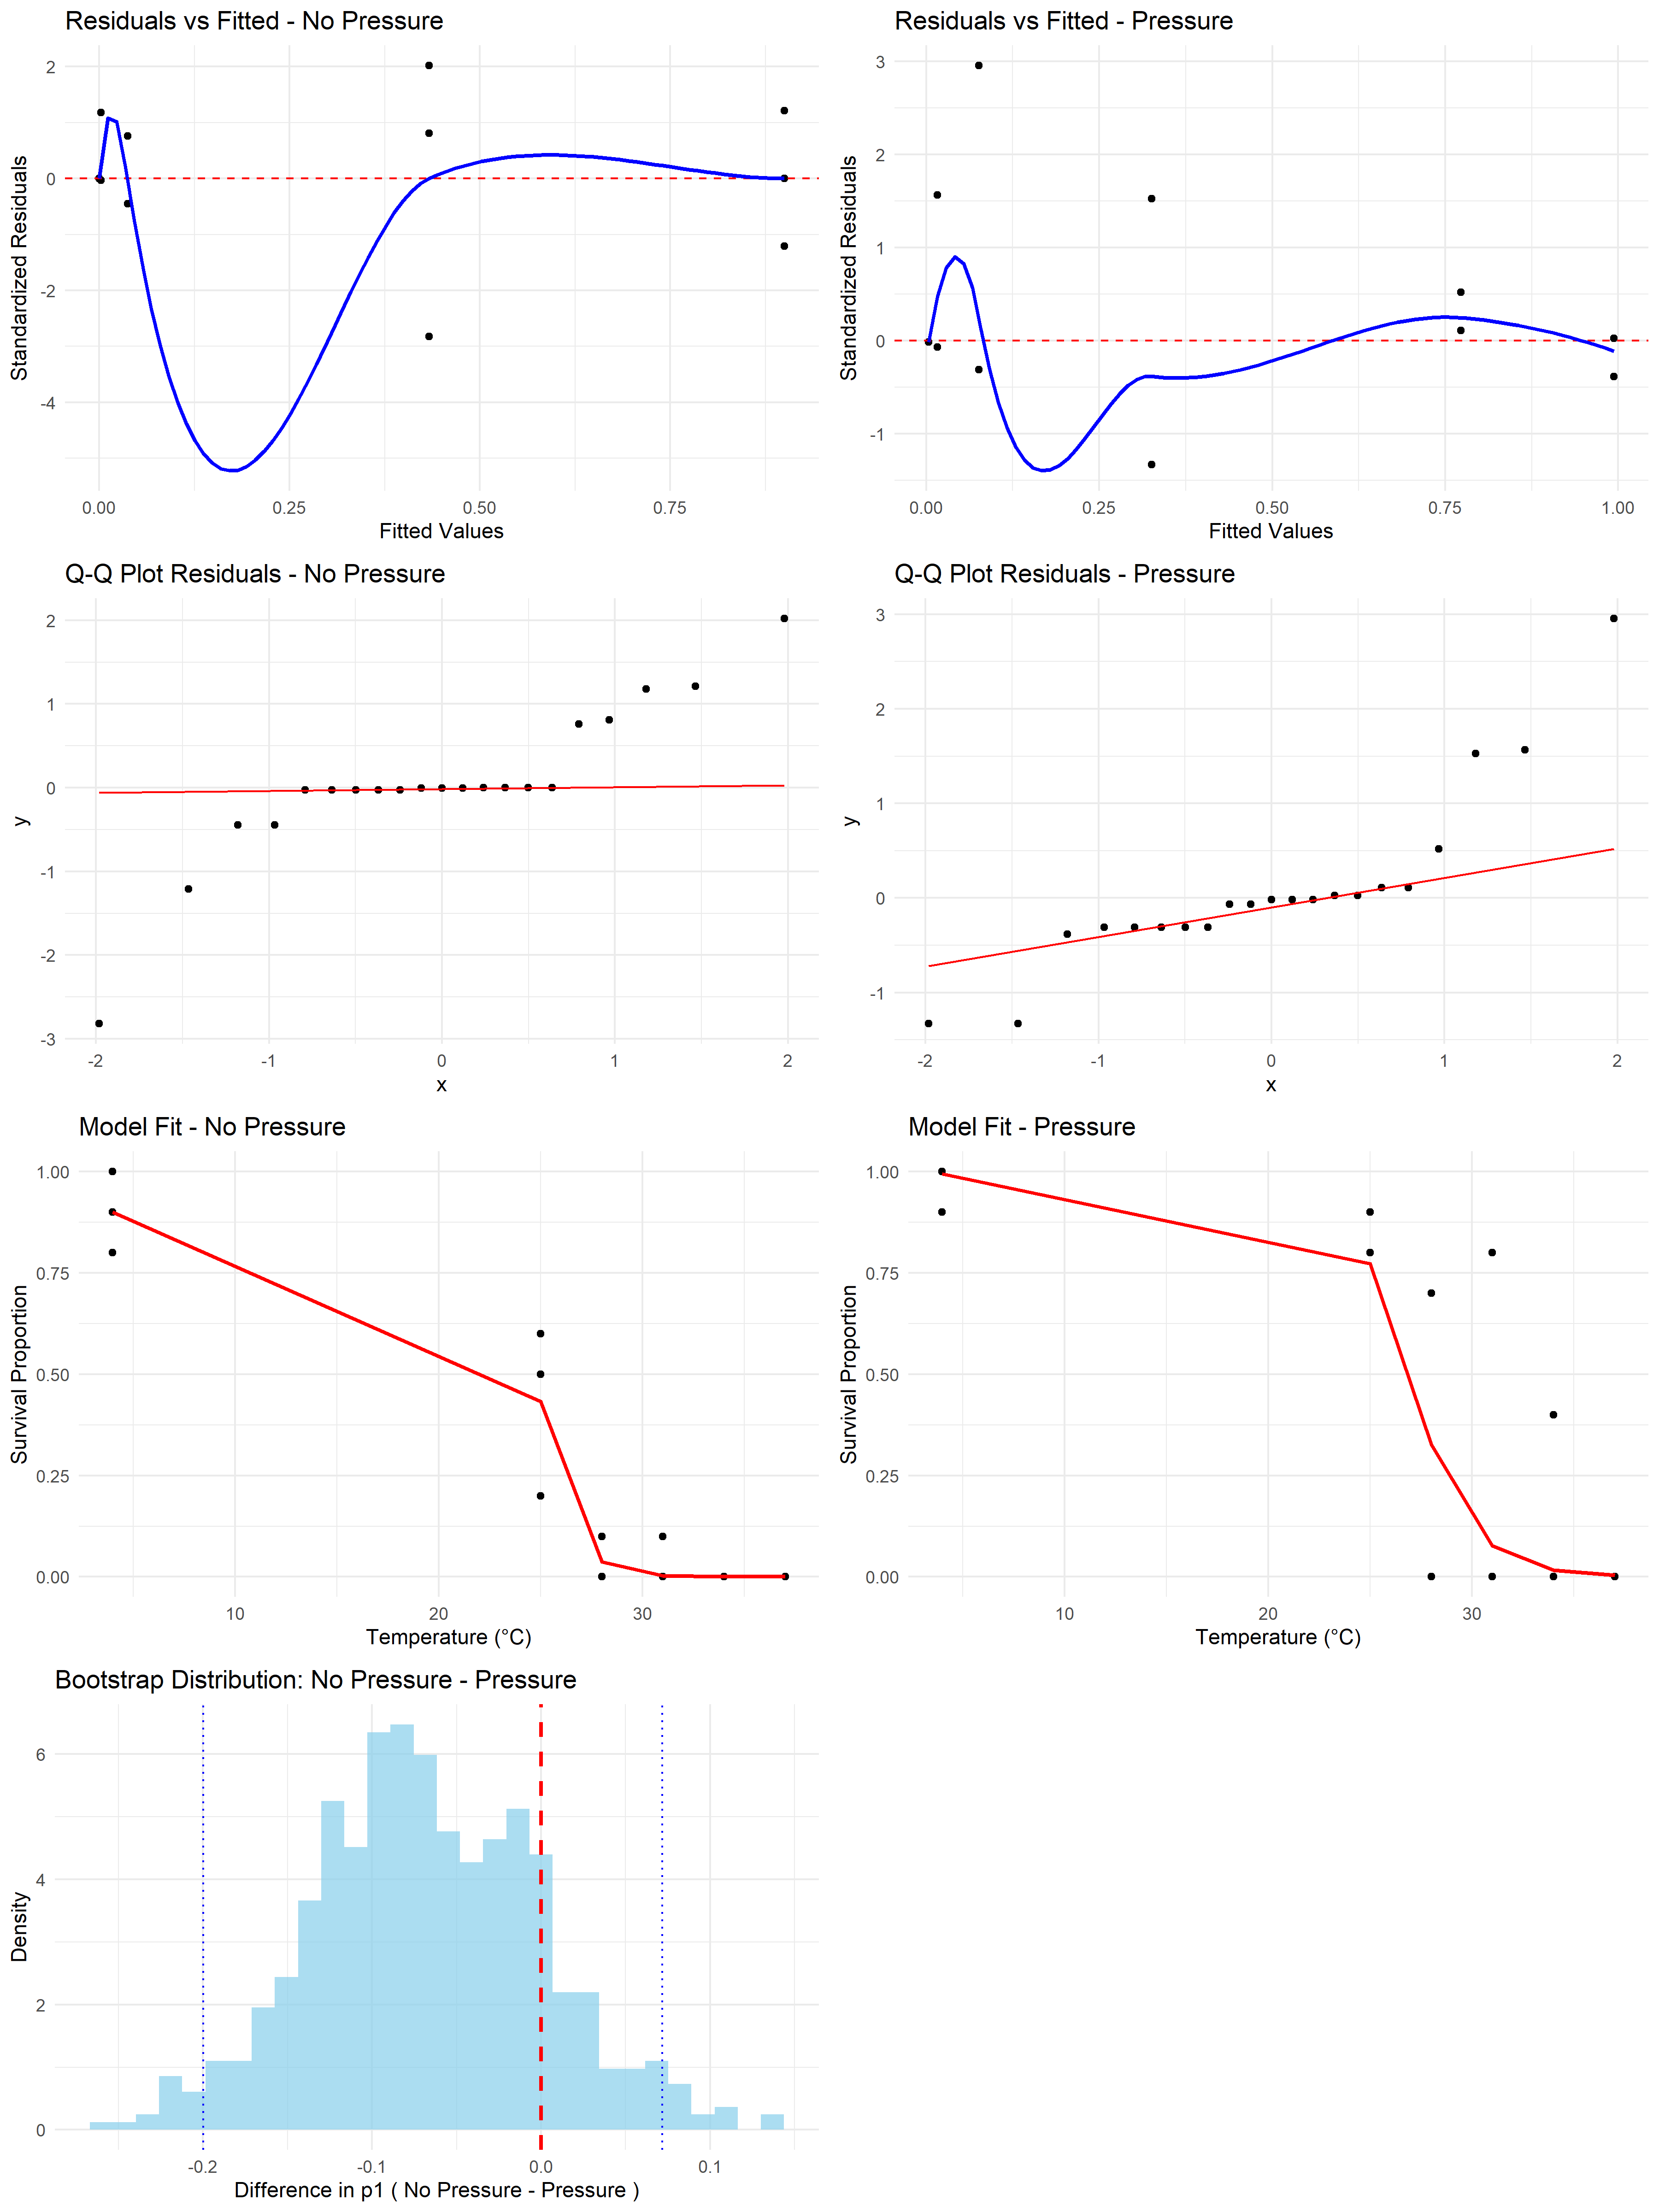 Residuals vs Fitted - No Pressure
Standardized Residuals
2
0
-2
-4
0.00 0.25 0.50 0.75
Fitted Values
Residuals vs Fitted - Pressure
Standardized Residuals
3
2
1
0
-1
0.00 0.25 0.50 0.75 1.00
Fitted Values
Q-Q Plot Residuals - No Pressure
y
2
1
0
-1
-2
-3
-2 -1 0 1 2
x
Q-Q Plot Residuals - Pressure
y
3
2
1
0
-1
-2 -1 0 1 2
x
Model Fit - No Pressure
Survival Proportion
1.00
0.75
0.50
0.25
0.00
10 20 30
Temperature (°C)
Model Fit - Pressure
Survival Proportion
1.00
0.75
0.50
0.25
0.00
10 20 30
Temperature (°C)
Bootstrap Distribution: No Pressure - Pressure
Density
6
4
2
0
-0.2 -0.1 0.0 0.1
Difference in p1 ( No Pressure - Pressure )